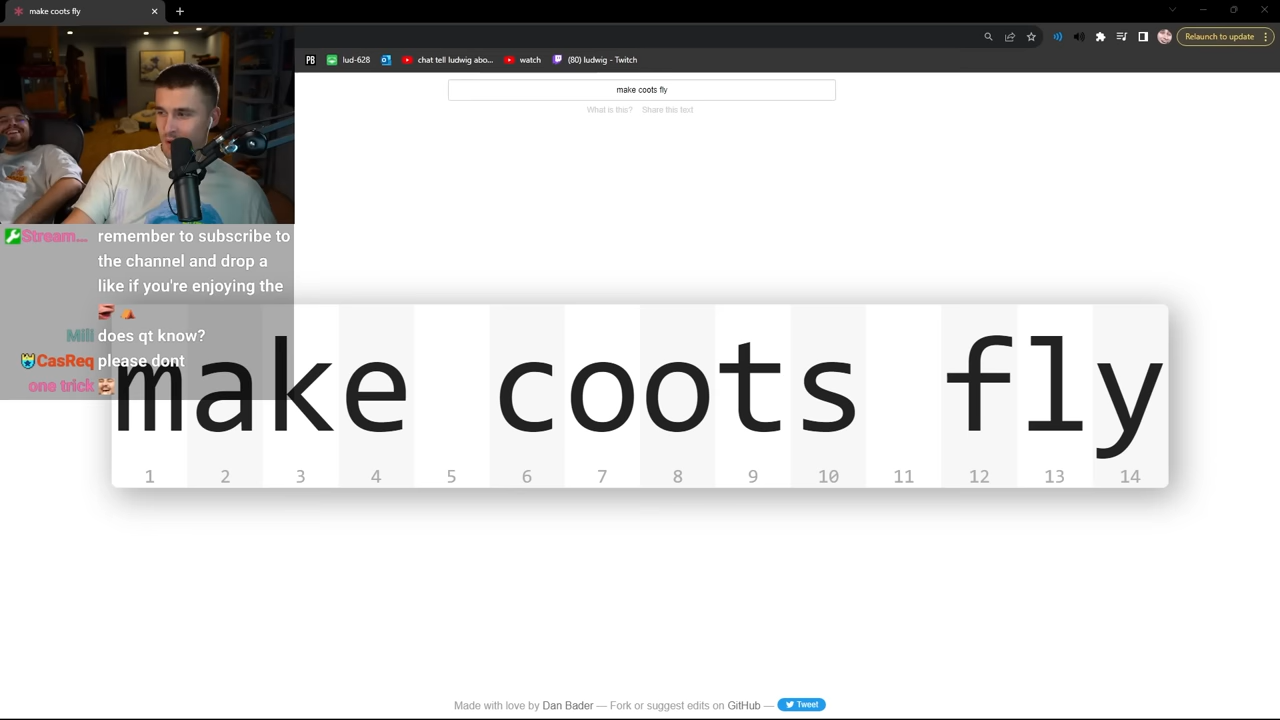 make coots fly
Relaunch to update
PB
lud-628
chat tell ludwig abo...
watch
(80) ludwig - Twitch
make coots fly
What is this? Share this text
Stream... remember to subscribe to
the channel and drop a
like if you're enjoying the
Mili does qt know?
CasReq please dont
one trick
make coots fly
1 2 3 4 5 6 7 8 9 10 11 12 13 14
Made with love by Dan Bader — Fork or suggest edits on GitHub — Tweet